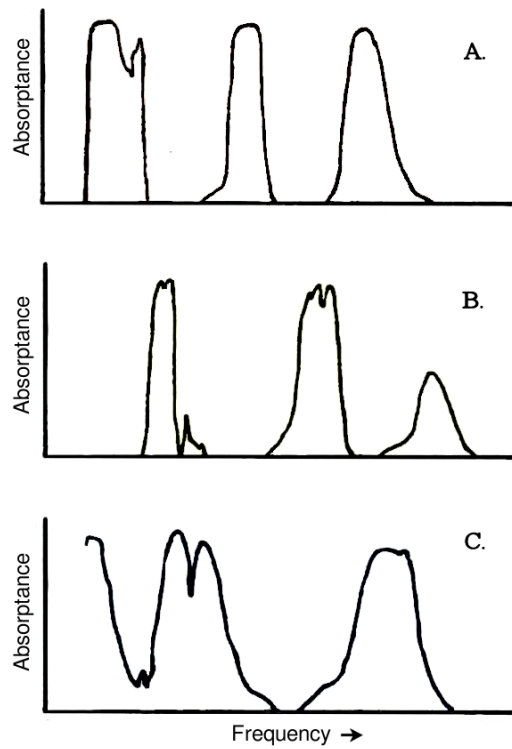 A.
Absorptance
B.
Absorptance
C.
Absorptance
Frequency →